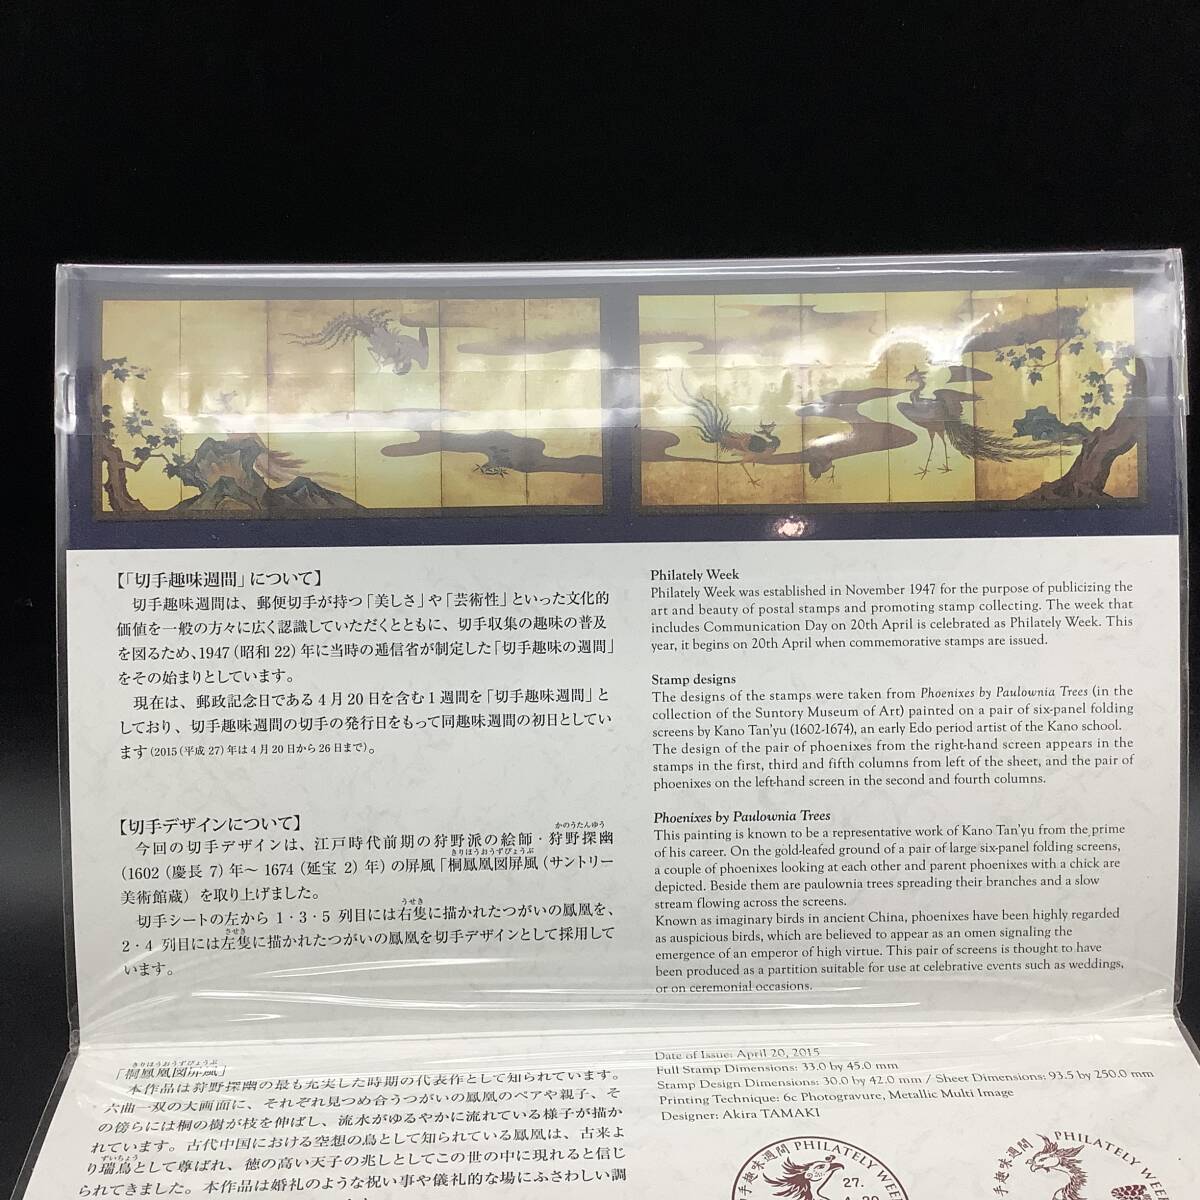 【「切手趣味週間」について】
切手趣味週間は、郵便切手が持つ「美しさ」や「芸術性」といった文化的
価値を一般の方々に広く認識していただくとともに、切手収集の趣味の普及
を図るため、1947（昭和 22）年に当時の逓信省が制定した「切手趣味の週間」
をその始まりとしています。
現在は、郵政記念日である 4 月 20 日を含む 1 週間を「切手趣味週間」と
しており、切手趣味週間の切手の発行日をもって同趣味週間の初日としてい
ます（2015（平成 27）年は 4 月 20 日から 26 日まで）。
【切手デザインについて】
かのうたんゆう
今回の切手デザインは、江戸時代前期の狩野派の絵師・狩野探幽
きりほうおうずびょうぶ
（1602（慶長 7）年～ 1674（延宝 2）年）の屏風「桐鳳凰図屏風（サントリー
美術館蔵）を取り上げました。
うせき
切手シートの左から 1・3・5 列目には右隻に描かれたつがいの鳳凰を、
させき
2・4 列目には左隻に描かれたつがいの鳳凰を切手デザインとして採用して
います。
きりほうおうずびょうぶ
「桐鳳凰図屏風」
本作品は狩野探幽の最も充実した時期の代表作として知られています。
六曲一双の大画面に、それぞれ見つめ合うつがいの鳳凰のペアや親子、そ
の傍らには桐の樹が枝を伸ばし、流水がゆるやかに流れている様子が描か
れています。古代中国における空想の鳥として知られている鳳凰は、古来よ
ずいちょう
り瑞鳥として尊ばれ、徳の高い天子の兆しとしてこの世の中に現れると信じ
られてきました。本作品は婚礼のような祝い事や儀礼的な場にふさわしい調
Philately Week
Philately Week was established in November 1947 for the purpose of publicizing the
art and beauty of postal stamps and promoting stamp collecting. The week that
includes Communication Day on 20th April is celebrated as Philately Week. This
year, it begins on 20th April when commemorative stamps are issued.
Stamp designs
The designs of the stamps were taken from Phoenixes by Paulownia Trees (in the
collection of the Suntory Museum of Art) painted on a pair of six-panel folding
screens by Kano Tan'yu (1602-1674), an early Edo period artist of the Kano school.
The design of the pair of phoenixes from the right-hand screen appears in the
stamps in the first, third and fifth columns from left of the sheet, and the pair of
phoenixes on the left-hand screen in the second and fourth columns.
Phoenixes by Paulownia Trees
This painting is known to be a representative work of Kano Tan'yu from the prime
of his career. On the gold-leafed ground of a pair of large six-panel folding screens,
a couple of phoenixes looking at each other and parent phoenixes with a chick are
depicted. Beside them are paulownia trees spreading their branches and a slow
stream flowing across the screens.
Known as imaginary birds in ancient China, phoenixes have been highly regarded
as auspicious birds, which are believed to appear as an omen signaling the
emergence of an emperor of high virtue. This pair of screens is thought to have
been produced as a partition suitable for use at celebrative events such as weddings,
or on ceremonial occasions.
Date of Issue: April 20, 2015
Full Stamp Dimensions: 33.0 by 45.0 mm
Stamp Design Dimensions: 30.0 by 42.0 mm / Sheet Dimensions: 93.5 by 250.0 mm
Printing Technique: 6c Photogravure, Metallic Multi Image
Designer: Akira TAMAKI
切手趣味週間 PHILATELY WEEK
27.
切手趣味週間 PHILATELY WEEK